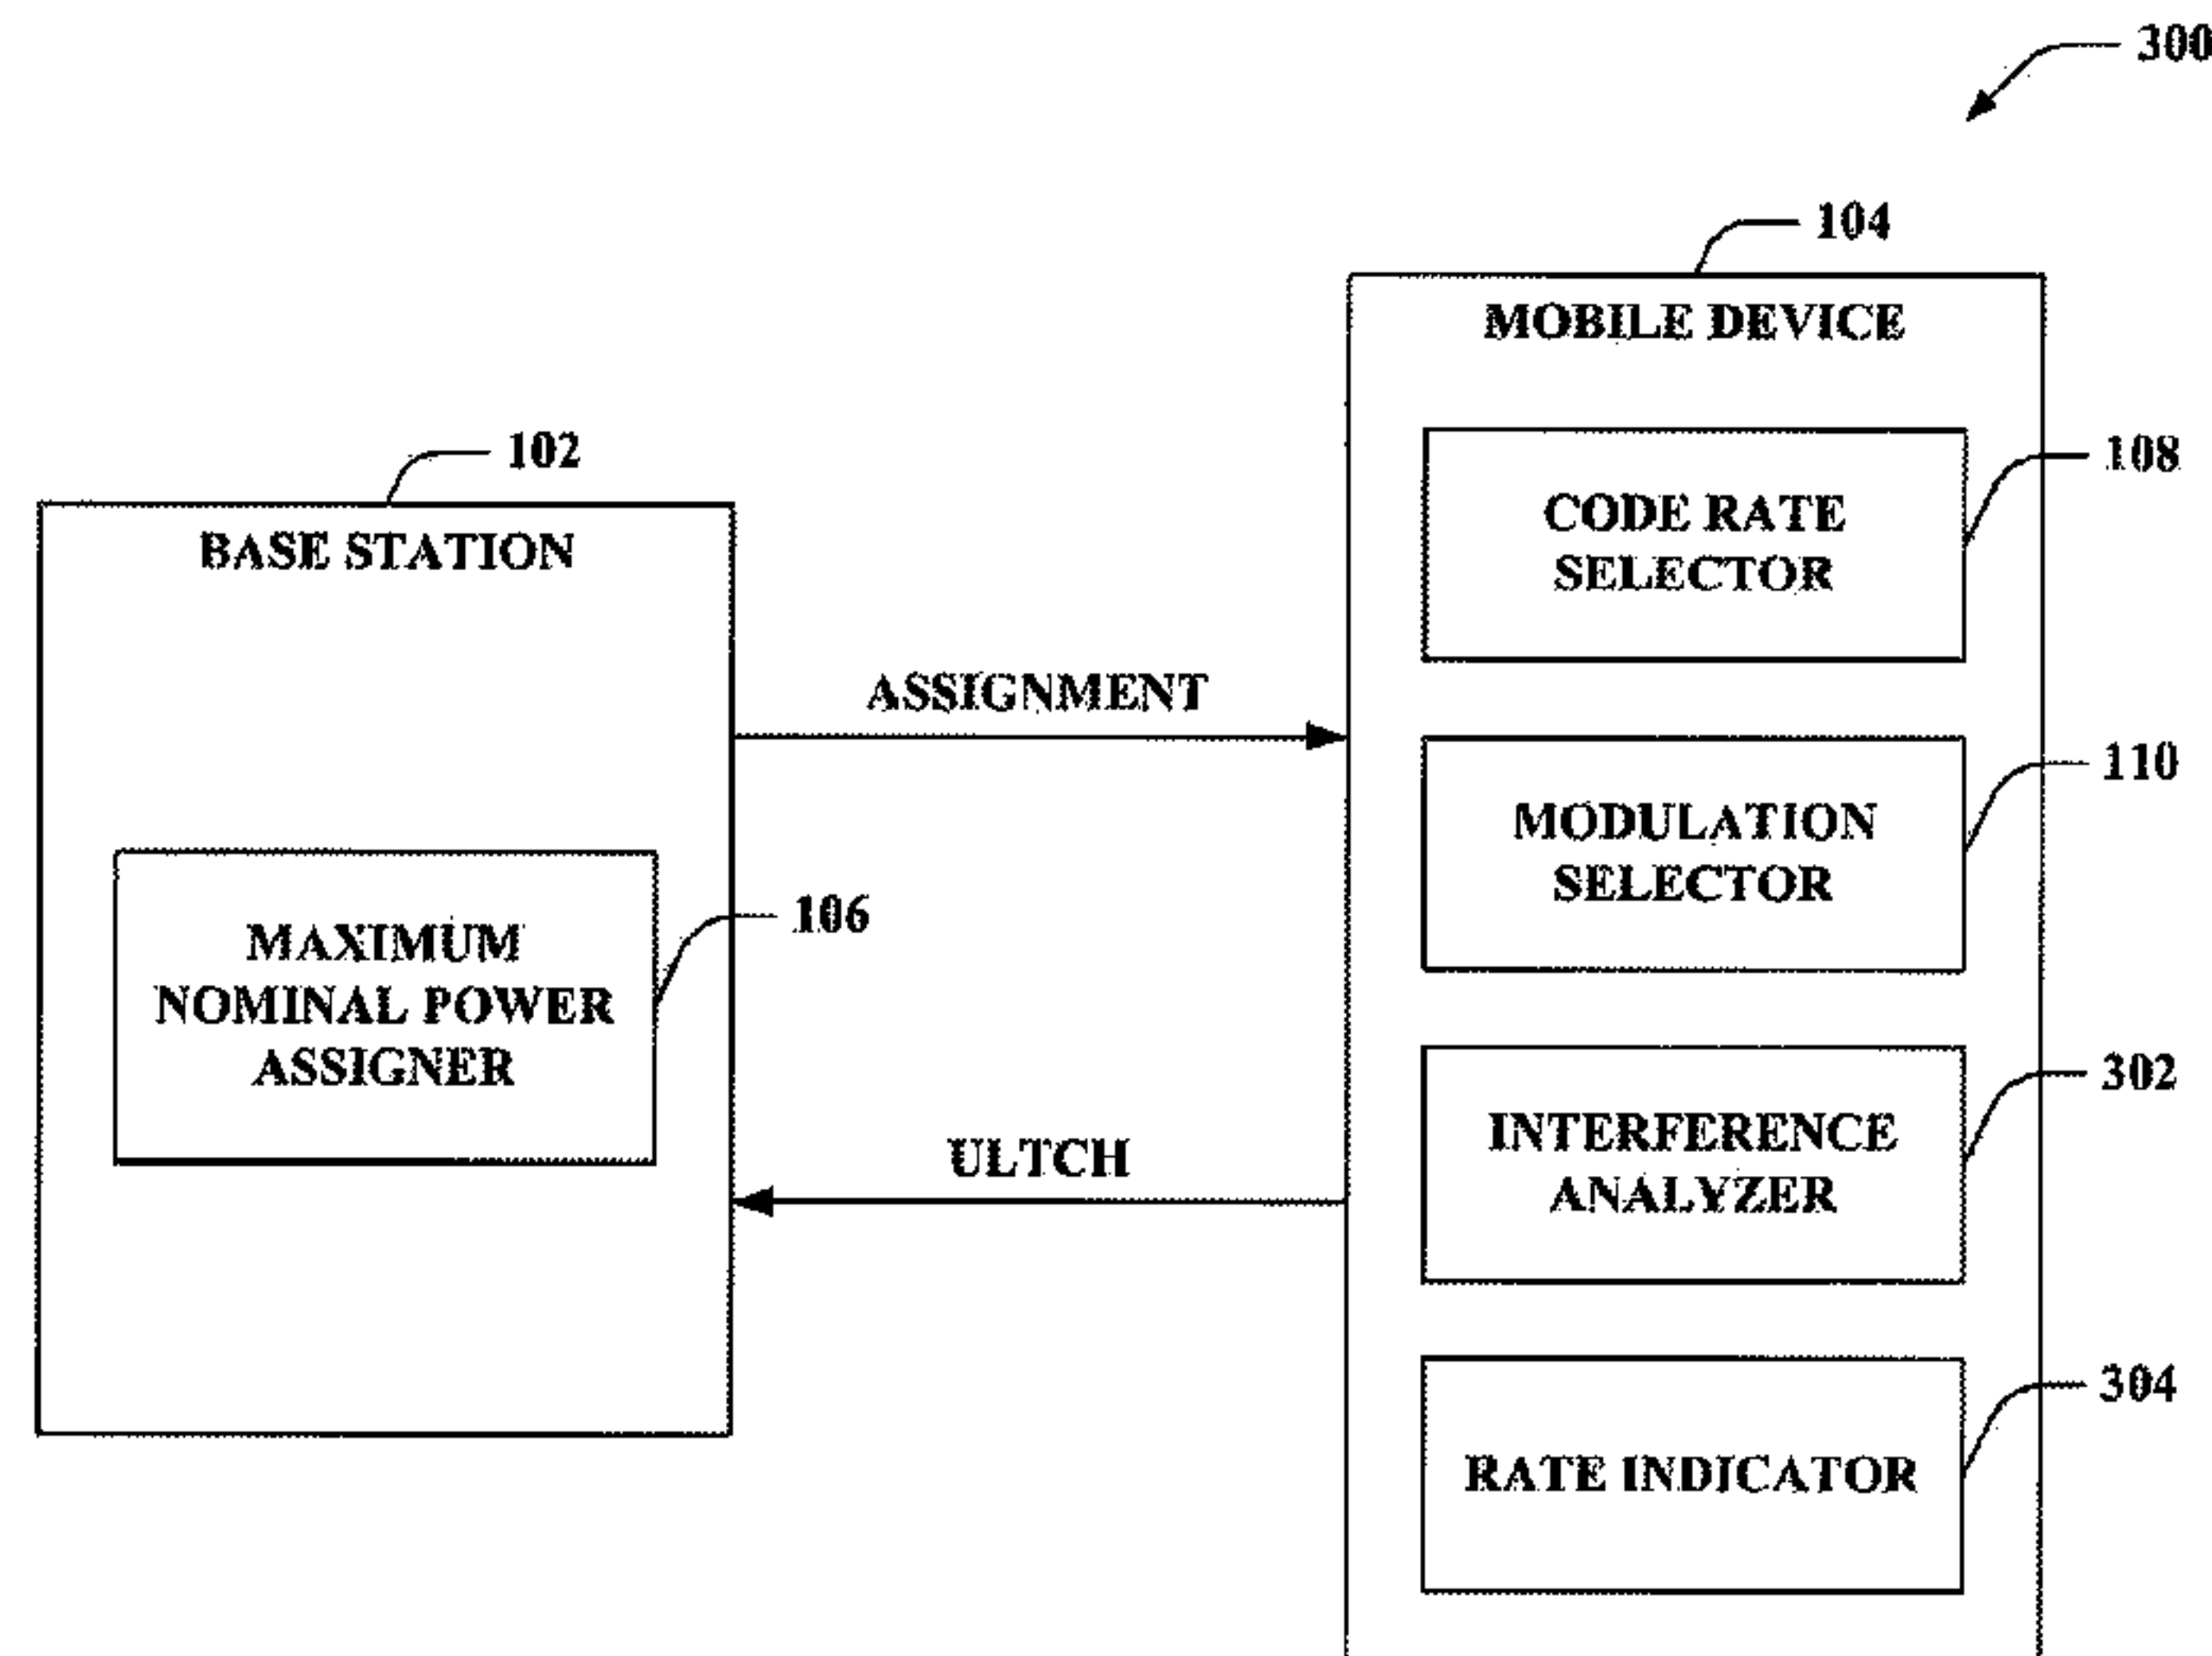 300
104
MOBILE DEVICE
102
108
CODE RATE
SELECTOR
BASE STATION
ASSIGNMENT
110
MODULATION
SELECTOR
106
MAXIMUM
NOMINAL POWER
ASSIGNER
302
INTERFERENCE
ANALYZER
ULTCH
304
RATE INDICATOR